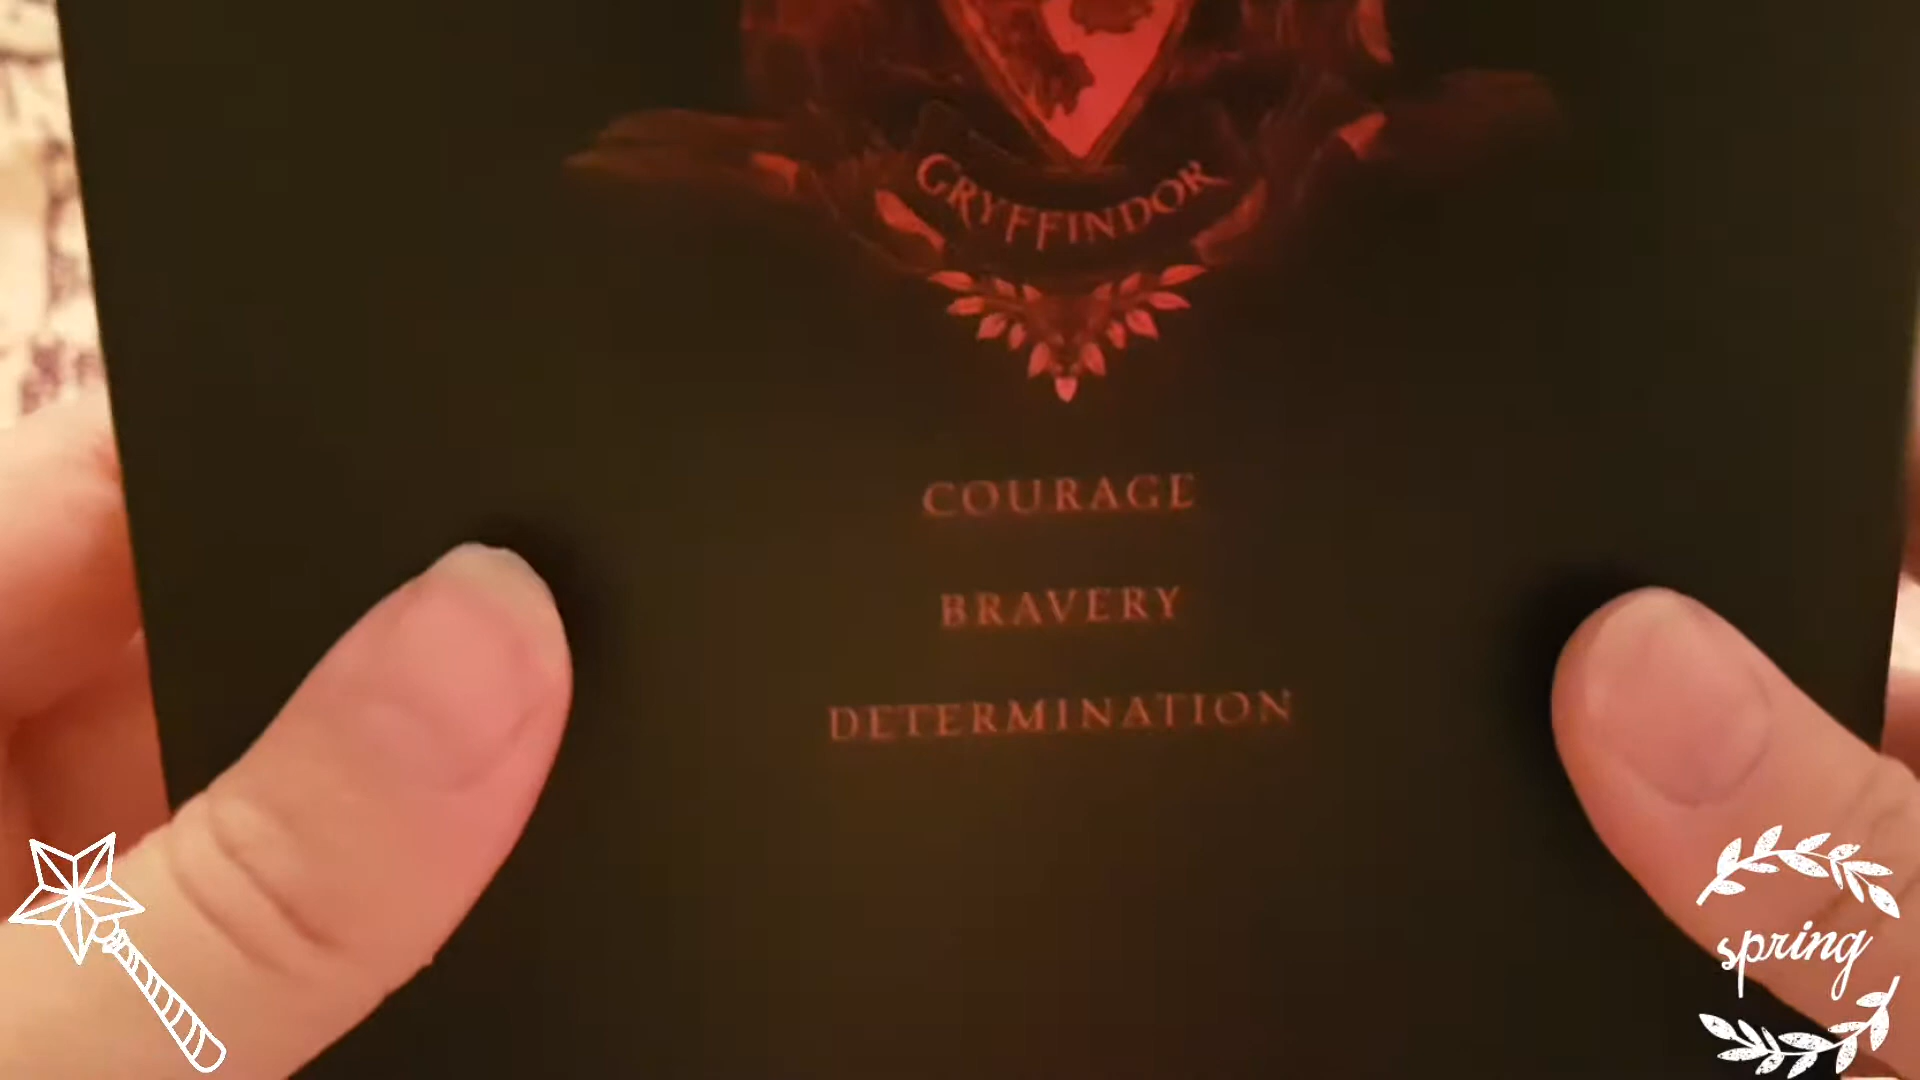 GRYFFINDOR
COURAGE
BRAVERY
DETERMINATION
spring